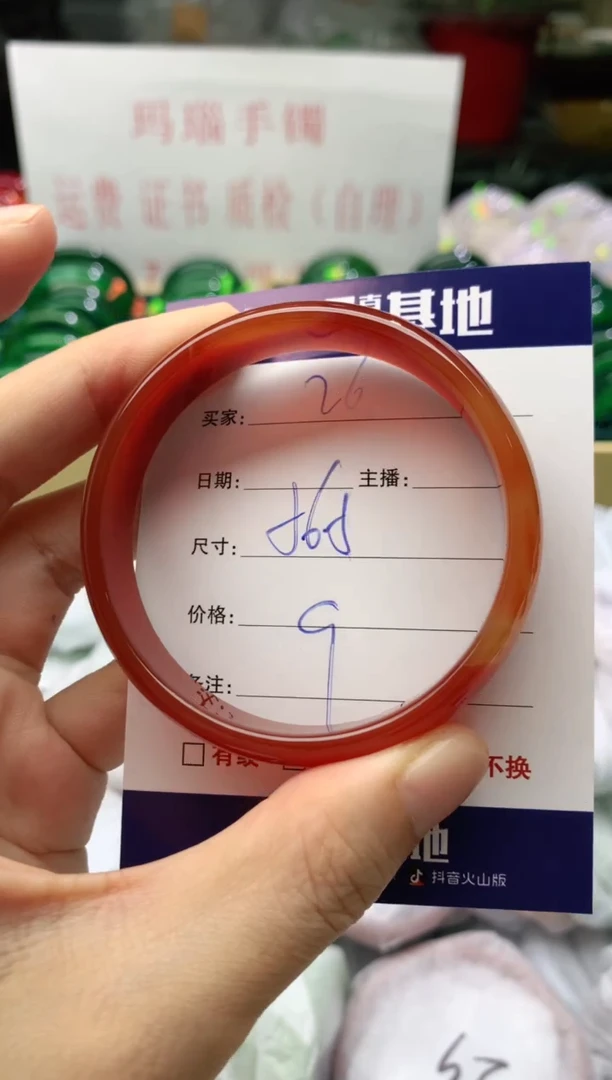 玛瑙手镯
运费 证书 质检（自理）
基地
26
买家:
日期: 主播:
尺寸:
价格: 9
备注:
不换
地
抖音火山版